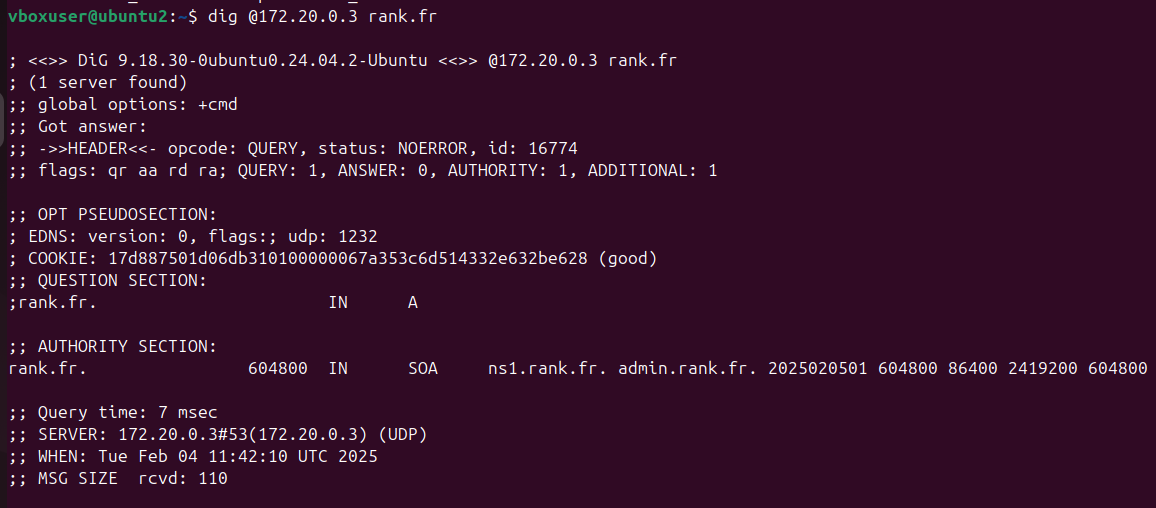 vboxuser@ubuntu2:~$ dig @172.20.0.3 rank.fr
; <<>> DiG 9.18.30-0ubuntu0.24.04.2-Ubuntu <<>> @172.20.0.3 rank.fr
; (1 server found)
;; global options: +cmd
;; Got answer:
;; ->>HEADER<<- opcode: QUERY, status: NOERROR, id: 16774
;; flags: qr aa rd ra; QUERY: 1, ANSWER: 0, AUTHORITY: 1, ADDITIONAL: 1
;; OPT PSEUDOSECTION:
; EDNS: version: 0, flags:; udp: 1232
; COOKIE: 17d887501d06db310100000067a353c6d514332e632be628 (good)
;; QUESTION SECTION:
;rank.fr. IN A
;; AUTHORITY SECTION:
rank.fr. 604800 IN SOA ns1.rank.fr. admin.rank.fr. 2025020501 604800 86400 2419200 604800
;; Query time: 7 msec
;; SERVER: 172.20.0.3#53(172.20.0.3) (UDP)
;; WHEN: Tue Feb 04 11:42:10 UTC 2025
;; MSG SIZE rcvd: 110